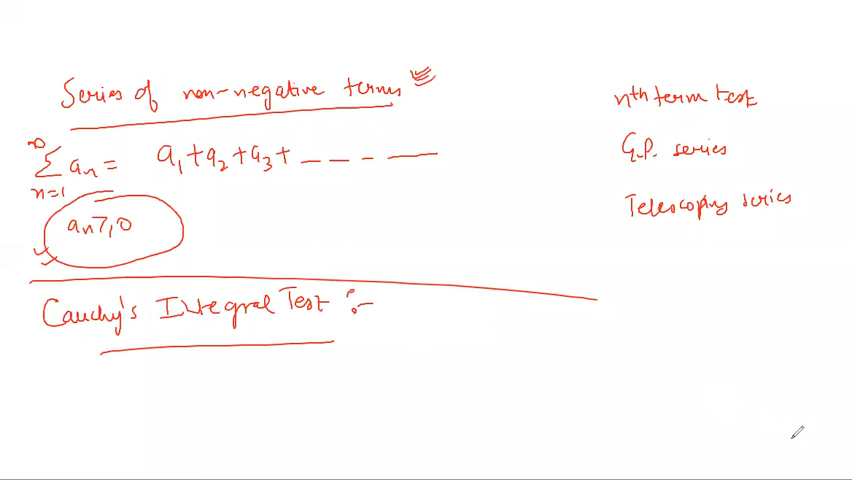 Series of non-negative terms
∞
∑ aₙ = a₁+a₂+a₃+ _ _ _ _
n=1
aₙ ⩾ 0
Cauchy's Integral Test :-
nth term test
G.P. series
Telescoping series